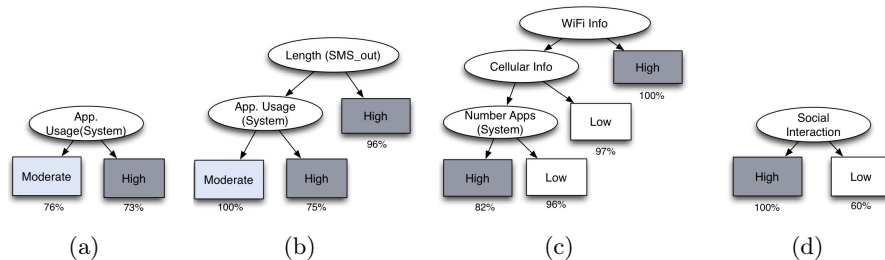 App.
Usage(System)
Moderate
High
76%
73%
(a)
Length (SMS_out)
App. Usage
(System)
High
96%
Moderate
High
100%
75%
(b)
WiFi Info
Cellular Info
High
100%
Number Apps
(System)
Low
97%
High
Low
82%
96%
(c)
Social
Interaction
High
Low
100%
60%
(d)